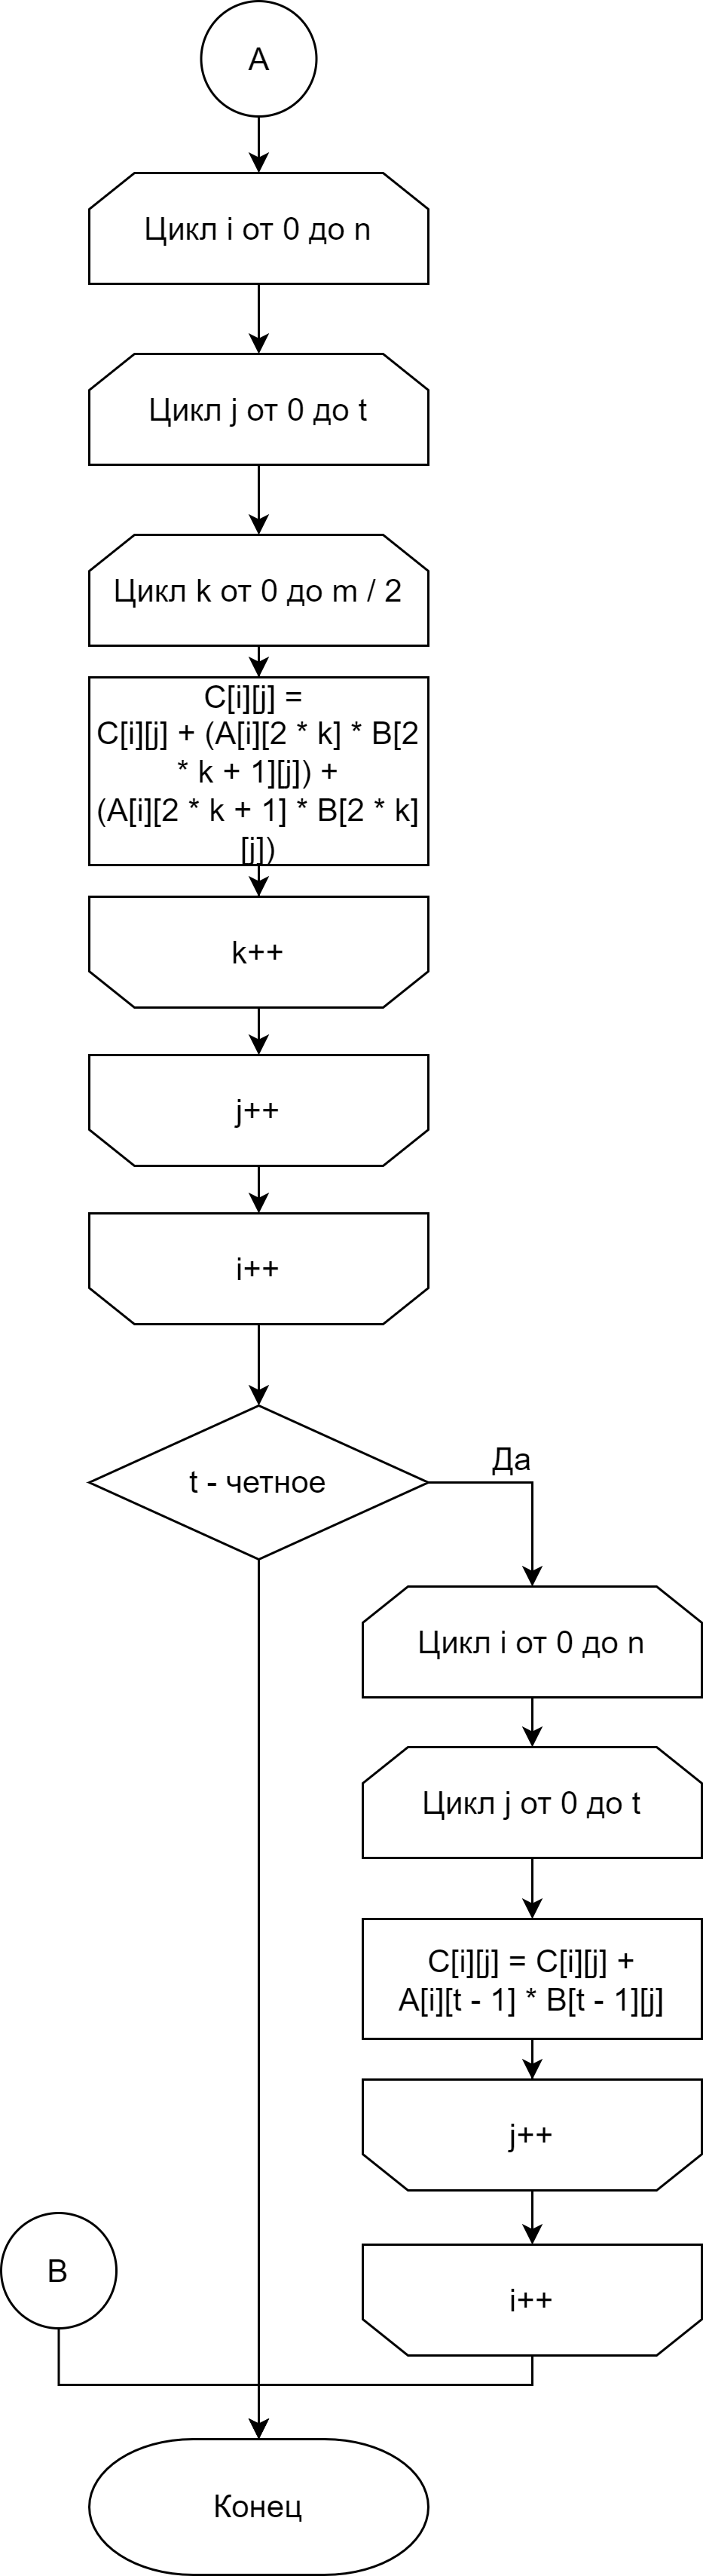 A
Цикл i от 0 до n
Цикл j от 0 до t
Цикл k от 0 до m / 2
C[i][j] =
C[i][j] + (A[i][2 * k] * B[2
* k + 1][j]) +
(A[i][2 * k + 1] * B[2 * k]
[j])
k++
j++
i++
t - четное
Да
Цикл i от 0 до n
Цикл j от 0 до t
C[i][j] = C[i][j] +
A[i][t - 1] * B[t - 1][j]
j++
B
i++
Конец